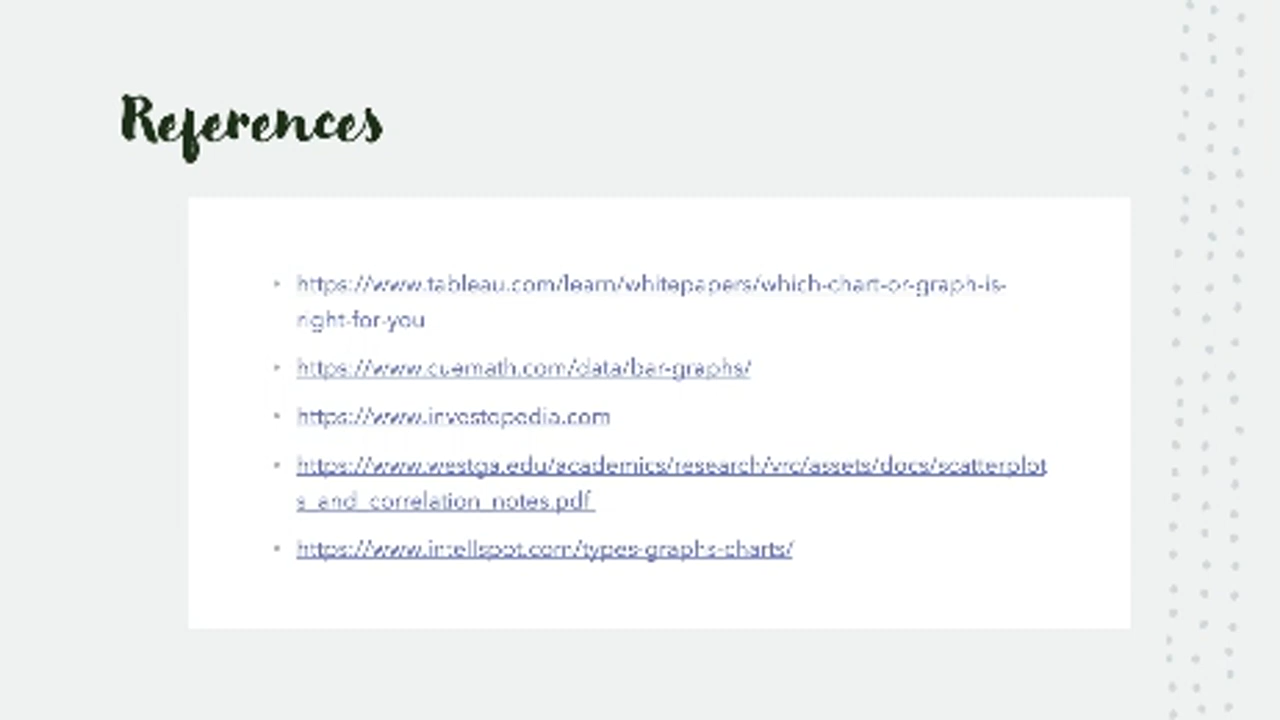 References
https://www.tableau.com/learn/whitepapers/which-chart-or-graph-is-
right-for-you
https://www.cuemath.com/data/bar-graphs/
https://www.investopedia.com
https://www.westga.edu/academics/research/vrc/assets/docs/scatterplot
s_and_correlation_notes.pdf
https://www.intellspot.com/types-graphs-charts/